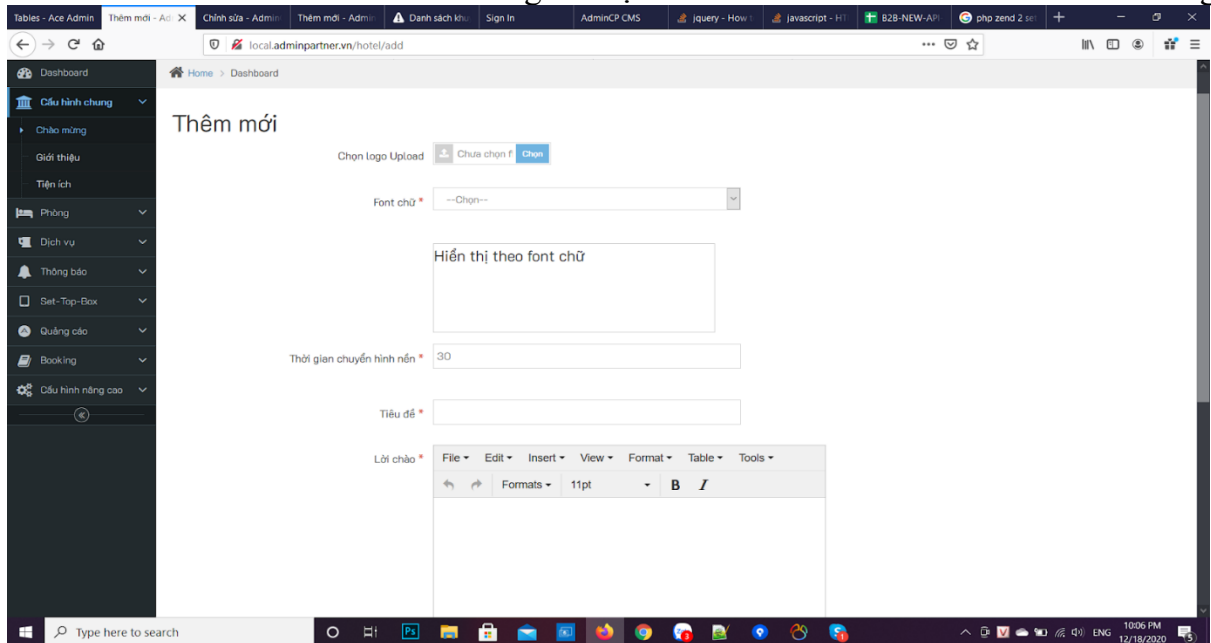 Tables - Ace Admin
Thêm mới - Ad
Chỉnh sửa - Admin
Thêm mới - Admin
Danh sách khu
Sign In
AdminCP CMS
jquery - How t
javascript - HT
B2B-NEW-API
php zend 2 se
local.adminpartner.vn/hotel/add
Dashboard
Home > Dashboard
Cấu hình chung
Chào mừng
Giới thiệu
Tiện ích
Phòng
Dịch vụ
Thông báo
Set-Top-Box
Quảng cáo
Booking
Cấu hình nâng cao
Thêm mới
Chọn logo Upload Chưa chọn f Chọn
Font chữ * --Chọn--
Hiển thị theo font chữ
Thời gian chuyển hình nền * 30
Tiêu đề *
Lời chào * File Edit Insert View Format Table Tools
Formats 11pt B I
Type here to search
ENG
10:06 PM
12/18/2020